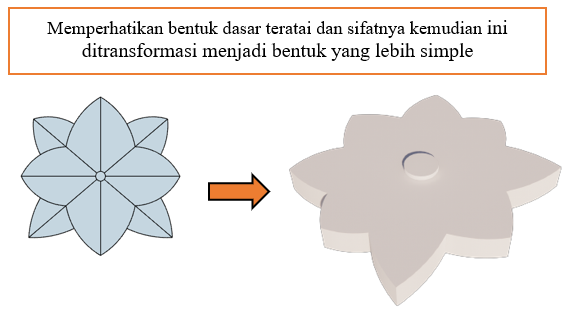 Memperhatikan bentuk dasar teratai dan sifatnya kemudian ini
ditransformasi menjadi bentuk yang lebih simple